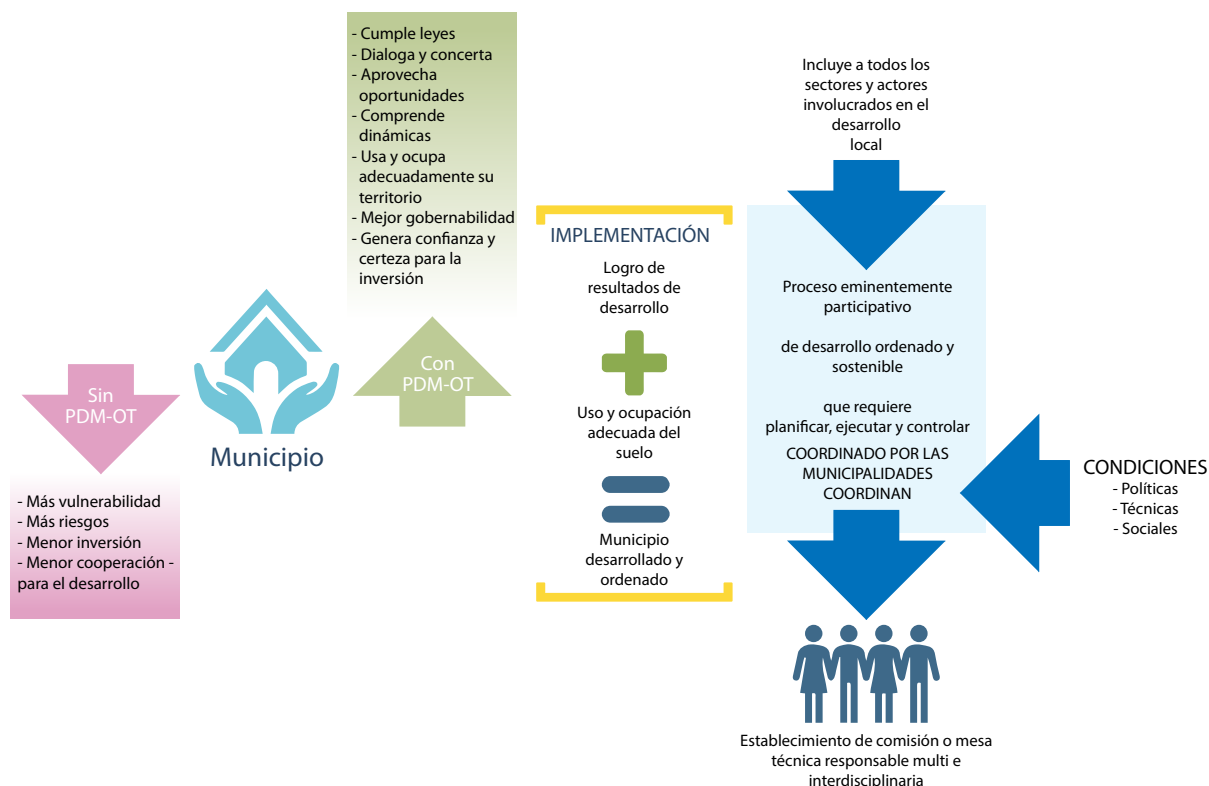 Sin
PDM-OT
- Más vulnerabilidad
- Más riesgos
- Menor inversión
- Menor cooperación -
para el desarrollo
Municipio
- Cumple leyes
- Dialoga y concerta
- Aprovecha
oportunidades
- Comprende
dinámicas
- Usa y ocupa
adecuadamente su
territorio
- Mejor gobernabilidad
- Genera confianza y
certeza para la
inversión
Con
PDM-OT
IMPLEMENTACIÓN
Logro de
resultados de
desarrollo
Uso y ocupación
adecuada del
suelo
Municipio
desarrollado y
ordenado
Incluye a todos los
sectores y actores
involucrados en el
desarrollo
local
Proceso eminentemente
participativo
de desarrollo ordenado y
sostenible
que requiere
planificar, ejecutar y controlar
COORDINADO POR LAS
MUNICIPALIDADES
COORDINAN
CONDICIONES
- Políticas
- Técnicas
- Sociales
Establecimiento de comisión o mesa
técnica responsable multi e
interdisciplinaria